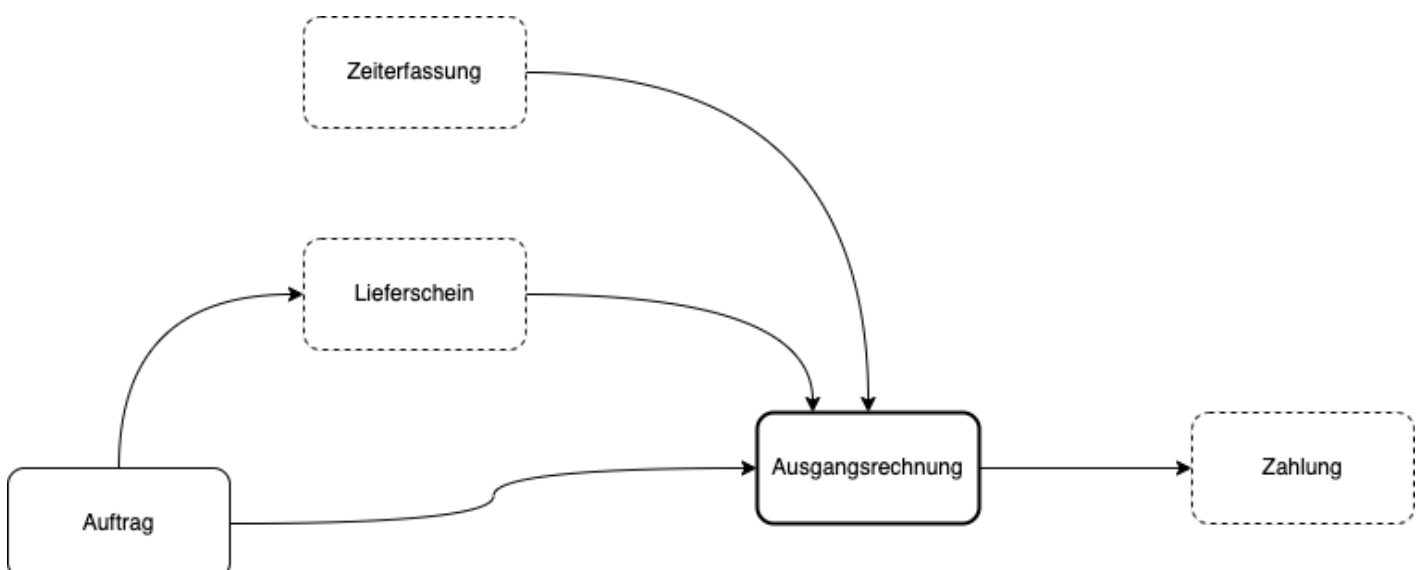 Zeiterfassung
Lieferschein
Ausgangsrechnung
Zahlung
Auftrag